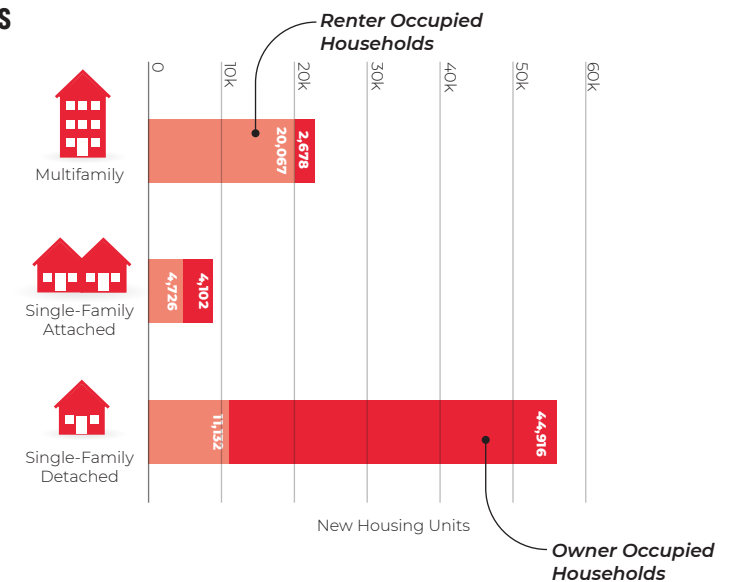 S
Renter Occupied
Households
0
10k
20k
30k
40k
50k
60k
20,067
2,678
Multifamily
4,726
4,102
Single-Family
Attached
11,132
44,916
Single-Family
Detached
New Housing Units
Owner Occupied
Households